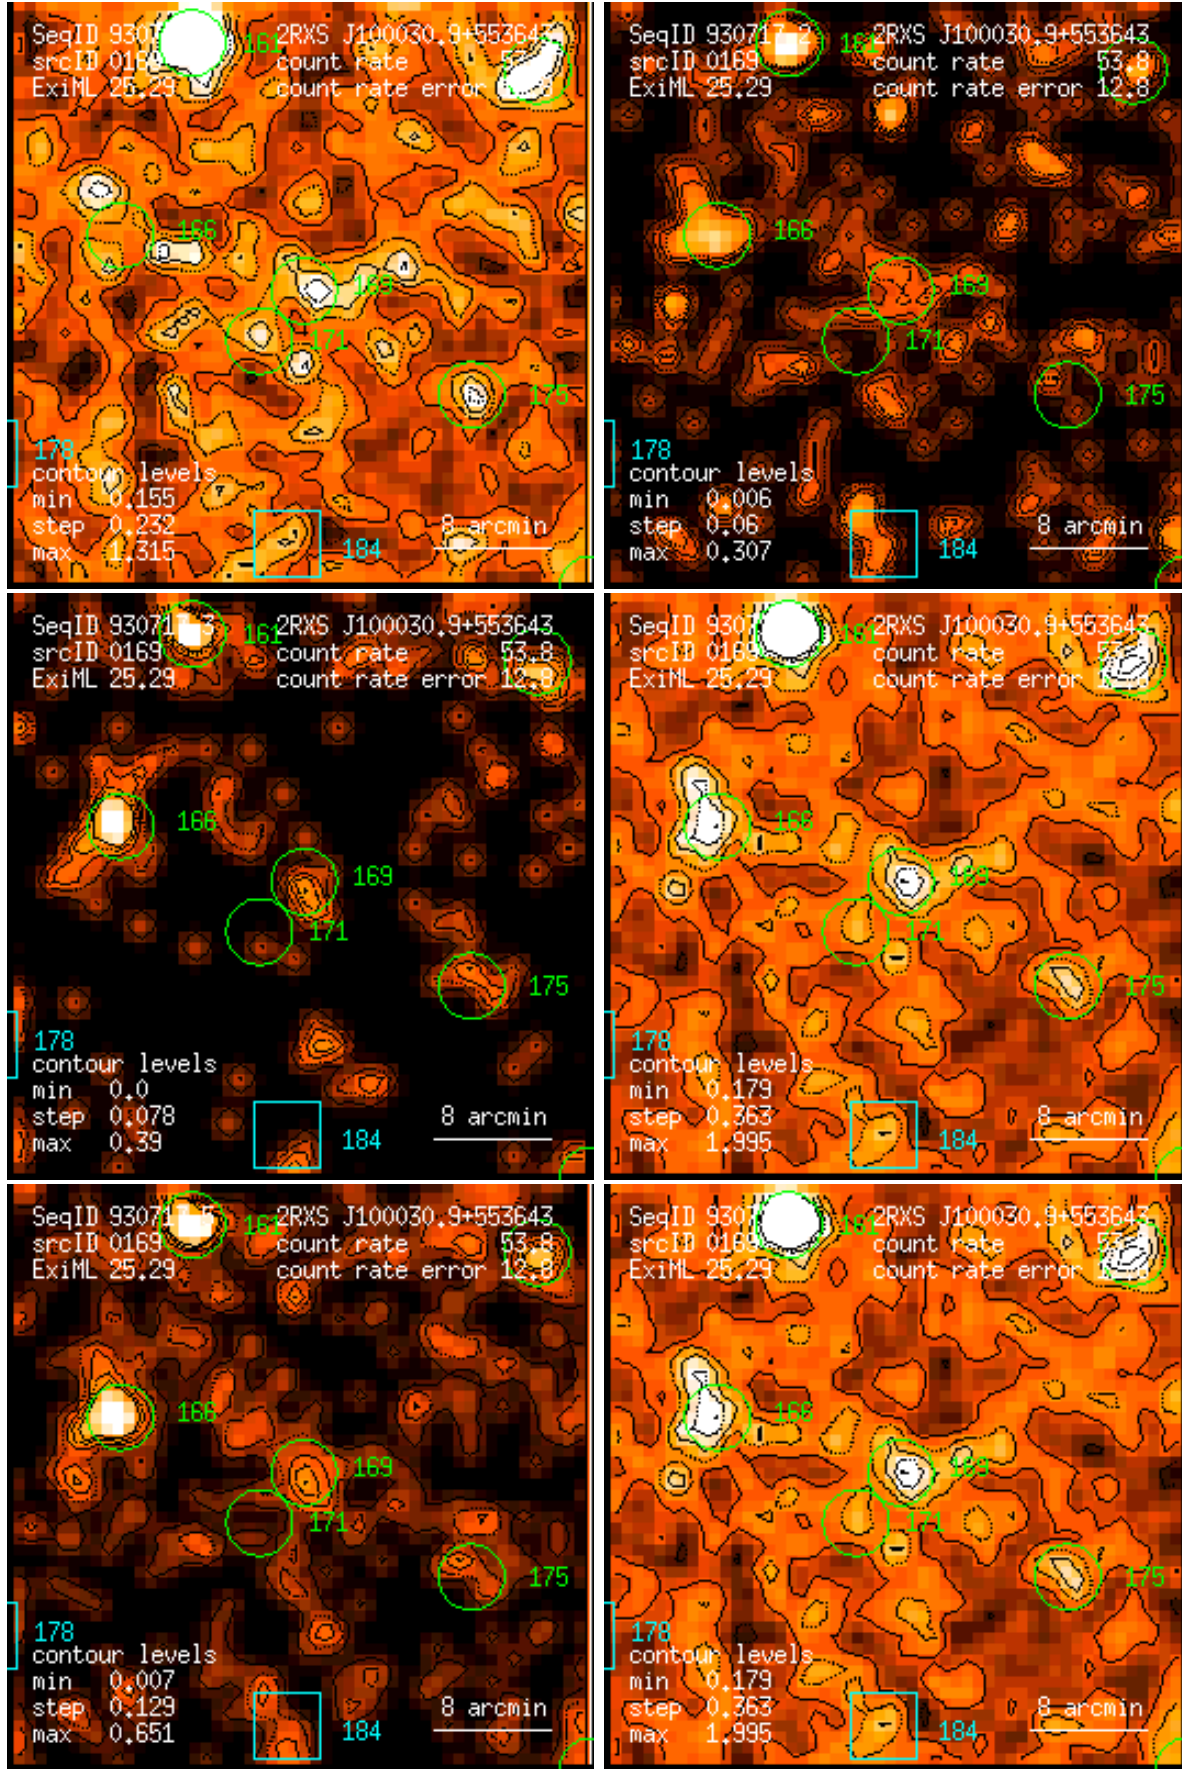 SeqID 930717 161 2RXS J100030.9+553643
srcID 0169 count rate 53.8
ExiML 25.29 count rate error 12.8
166
169
171
175
178
contour levels
min 0.155
step 0.232 8 arcmin
max 1.315 184
SeqID 930717_2 161 2RXS J100030.9+553643
srcID 0169 count rate 53.8
ExiML 25.29 count rate error 12.8
166
169
171
175
178
contour levels
min 0.006
step 0.06 8 arcmin
max 0.307 184
SeqID 930717_3 161 2RXS J100030.9+553643
srcID 0169 count rate 53.8
ExiML 25.29 count rate error 12.8
166
169
171
175
178
contour levels
min 0.0
step 0.078 8 arcmin
max 0.39 184
SeqID 9307 161 2RXS J100030.9+553643
srcID 0169 count rate
ExiML 25.29 count rate error
166
169
171
175
178
contour levels
min 0.179
step 0.363 8 arcmin
max 1.995 184
SeqID 930717_5 161 2RXS J100030.9+553643
srcID 0169 count rate 53.8
ExiML 25.29 count rate error 12.8
166
169
171
175
178
contour levels
min 0.007
step 0.129 8 arcmin
max 0.651 184
SeqID 9307 161 2RXS J100030.9+553643
srcID 0169 count rate
ExiML 25.29 count rate error
166
169
171
175
178
contour levels
min 0.179
step 0.363 8 arcmin
max 1.995 184